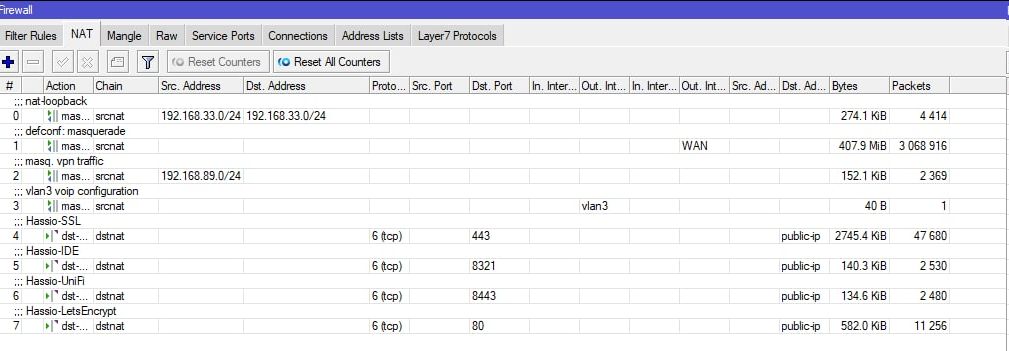 Firewall
Filter Rules NAT Mangle Raw Service Ports Connections Address Lists Layer7 Protocols
Reset Counters Reset All Counters
# Action Chain Src. Address Dst. Address Proto... Src. Port Dst. Port In. Inter... Out. Int... In. Inter... Out. Int... Src. Ad... Dst. Ad... Bytes Packets
;;; nat-loopback
0 mas... srcnat 192.168.33.0/24 192.168.33.0/24 274.1 KiB 4 414
;;; defconf: masquerade
1 mas... srcnat WAN 407.9 MiB 3 068 916
;;; masq. vpn traffic
2 mas... srcnat 192.168.89.0/24 152.1 KiB 2 369
;;; vlan3 voip configuration
3 mas... srcnat vlan3 40 B 1
;;; Hassio-SSL
4 dst-... dstnat 6 (tcp) 443 public-ip 2745.4 KiB 47 680
;;; Hassio-IDE
5 dst-... dstnat 6 (tcp) 8321 public-ip 140.3 KiB 2 530
;;; Hassio-UniFi
6 dst-... dstnat 6 (tcp) 8443 public-ip 134.6 KiB 2 480
;;; Hassio-LetsEncrypt
7 dst-... dstnat 6 (tcp) 80 public-ip 582.0 KiB 11 256